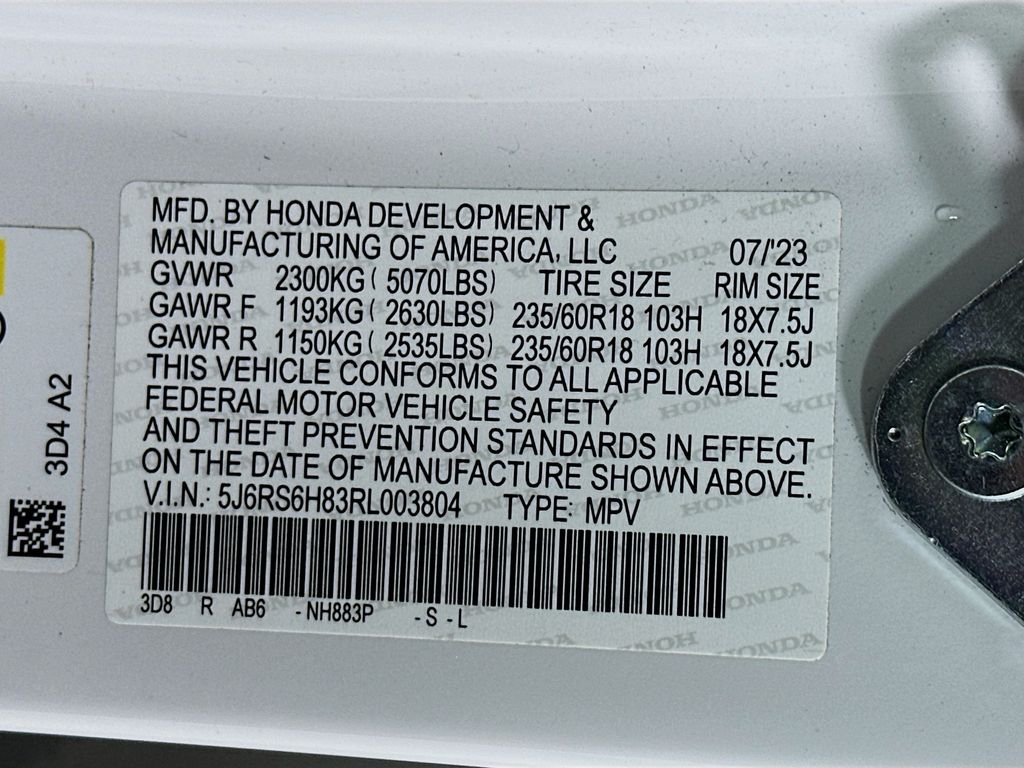 MFD. BY HONDA DEVELOPMENT &
MANUFACTURING OF AMERICA, LLC 07/'23
GVWR 2300KG ( 5070LBS) TIRE SIZE RIM SIZE
GAWR F 1193KG ( 2630LBS) 235/60R18 103H 18X7.5J
GAWR R 1150KG ( 2535LBS) 235/60R18 103H 18X7.5J
THIS VEHICLE CONFORMS TO ALL APPLICABLE
FEDERAL MOTOR VEHICLE SAFETY
AND THEFT PREVENTION STANDARDS IN EFFECT
ON THE DATE OF MANUFACTURE SHOWN ABOVE.
V.I.N.: 5J6RS6H83RL003804 TYPE: MPV
3D8 R AB6 -NH883P -S -L
3D4 A2